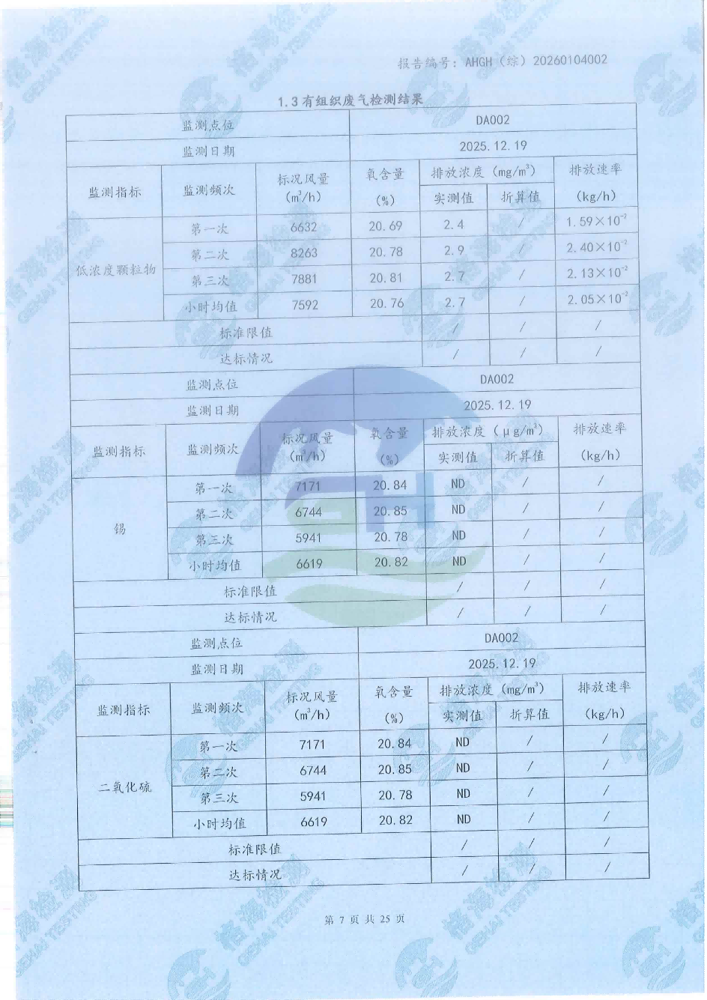 报告编号: AHGH（综）20260104002
1.3有组织废气检测结果
监测点位 DA002
监测日期 2025.12.19
监测指标 监测频次 标况风量 (m³/h) 氧含量 (%) 排放浓度 (mg/m³) 排放速率 (kg/h)
实测值 折算值
低浓度颗粒物
第一次 6632 20.69 2.4 / 1.59×10⁻²
第二次 8263 20.78 2.9 / 2.40×10⁻²
第三次 7881 20.81 2.7 / 2.13×10⁻²
小时均值 7592 20.76 2.7 / 2.05×10⁻²
标准限值 / / /
达标情况 / / /
监测点位 DA002
监测日期 2025.12.19
监测指标 监测频次 标况风量 (m³/h) 氧含量 (%) 排放浓度 (μg/m³) 排放速率 (kg/h)
实测值 折算值
锡
第一次 7171 20.84 ND / /
第二次 6744 20.85 ND / /
第三次 5941 20.78 ND / /
小时均值 6619 20.82 ND / /
标准限值 / / /
达标情况 / / /
监测点位 DA002
监测日期 2025.12.19
监测指标 监测频次 标况风量 (m³/h) 氧含量 (%) 排放浓度 (mg/m³) 排放速率 (kg/h)
实测值 折算值
二氧化硫
第一次 7171 20.84 ND / /
第二次 6744 20.85 ND / /
第三次 5941 20.78 ND / /
小时均值 6619 20.82 ND / /
标准限值 / / /
达标情况 / / /
第 7 页 共 25 页
格海检测
GEHAI TESTING
GH